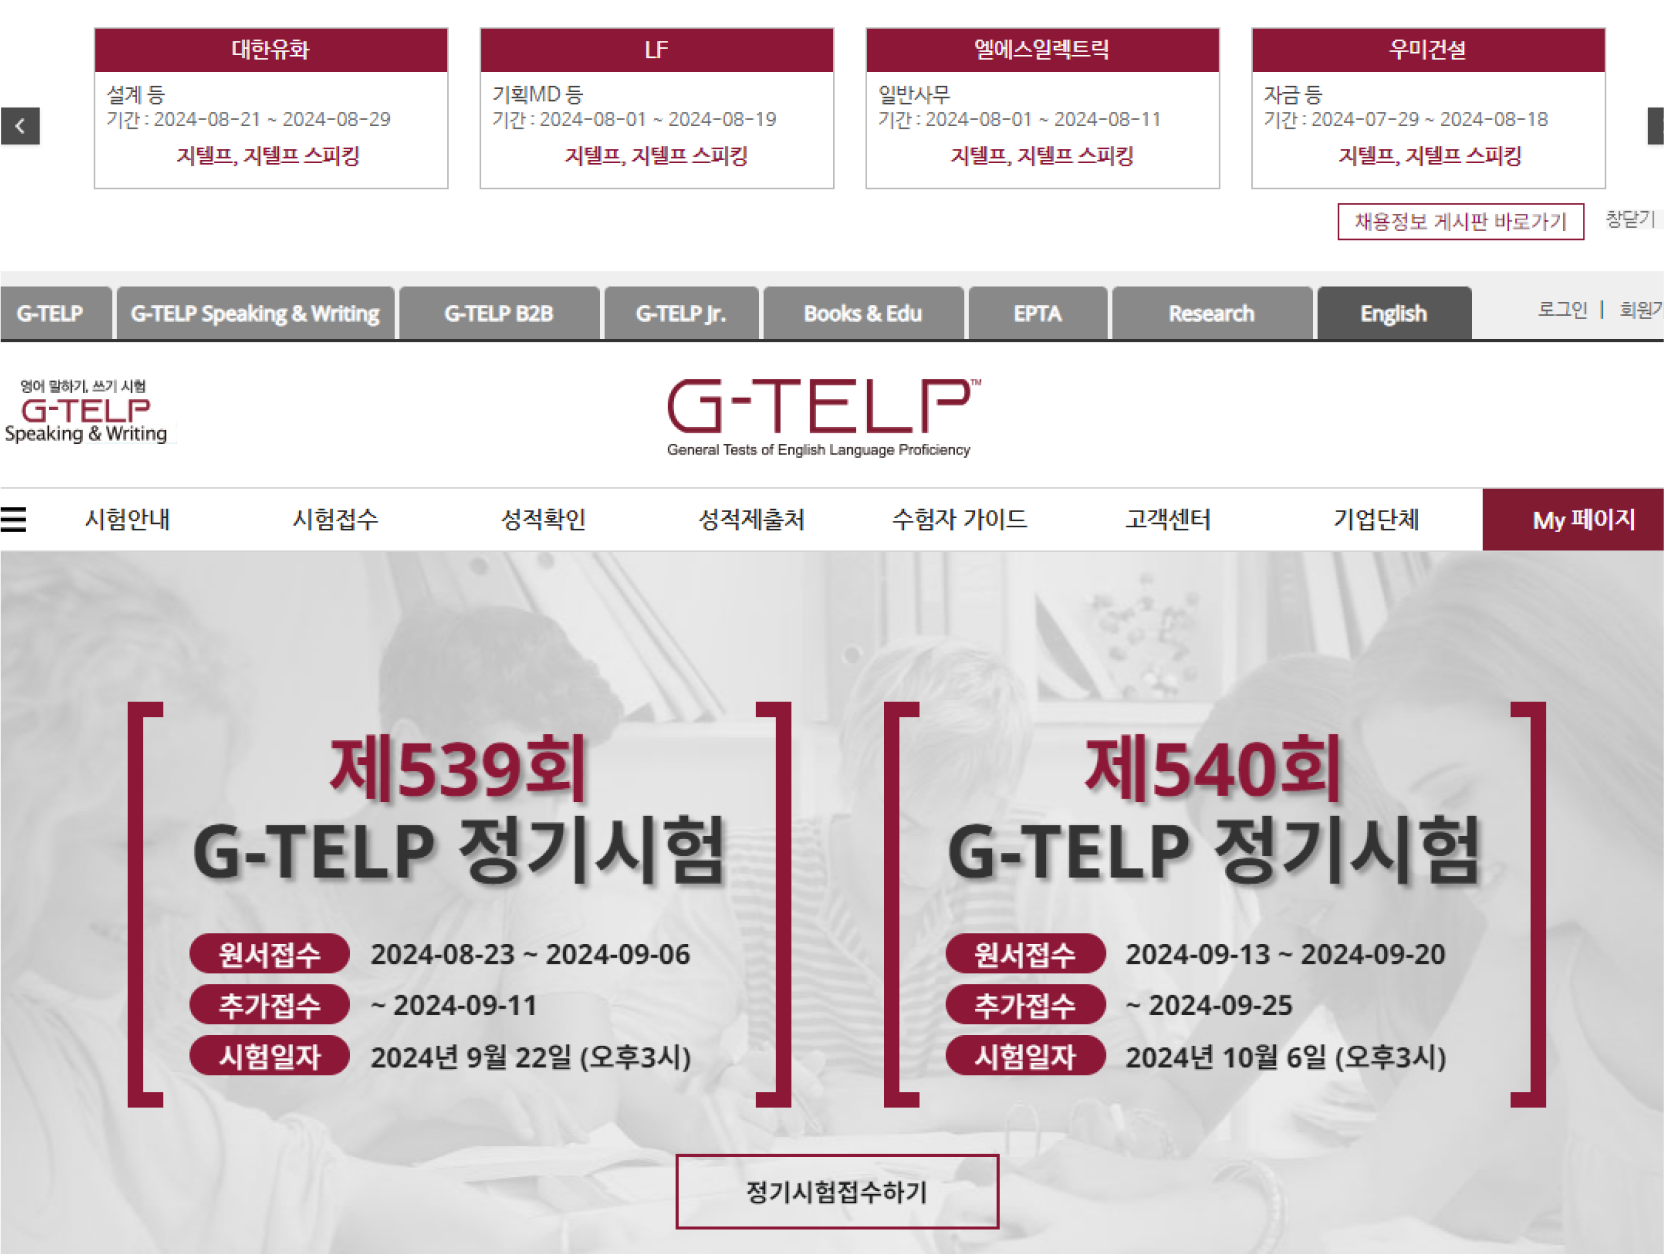 대한유화
설계 등
기간 : 2024-08-21 ~ 2024-08-29
지텔프, 지텔프 스피킹
LF
기획MD 등
기간 : 2024-08-01 ~ 2024-08-19
지텔프, 지텔프 스피킹
엘에스일렉트릭
일반사무
기간 : 2024-08-01 ~ 2024-08-11
지텔프, 지텔프 스피킹
우미건설
자금 등
기간 : 2024-07-29 ~ 2024-08-18
지텔프, 지텔프 스피킹
채용정보 게시판 바로가기 창닫기
G-TELP G-TELP Speaking & Writing G-TELP B2B G-TELP Jr. Books & Edu EPTA Research English 로그인 | 회원
영어 말하기, 쓰기 시험
G-TELP
Speaking & Writing
G-TELP™
General Tests of English Language Proficiency
시험안내 시험접수 성적확인 성적제출처 수험자 가이드 고객센터 기업단체 My 페이지
제539회
G-TELP 정기시험
원서접수 2024-08-23 ~ 2024-09-06
추가접수 ~ 2024-09-11
시험일자 2024년 9월 22일 (오후3시)
제540회
G-TELP 정기시험
원서접수 2024-09-13 ~ 2024-09-20
추가접수 ~ 2024-09-25
시험일자 2024년 10월 6일 (오후3시)
정기시험접수하기